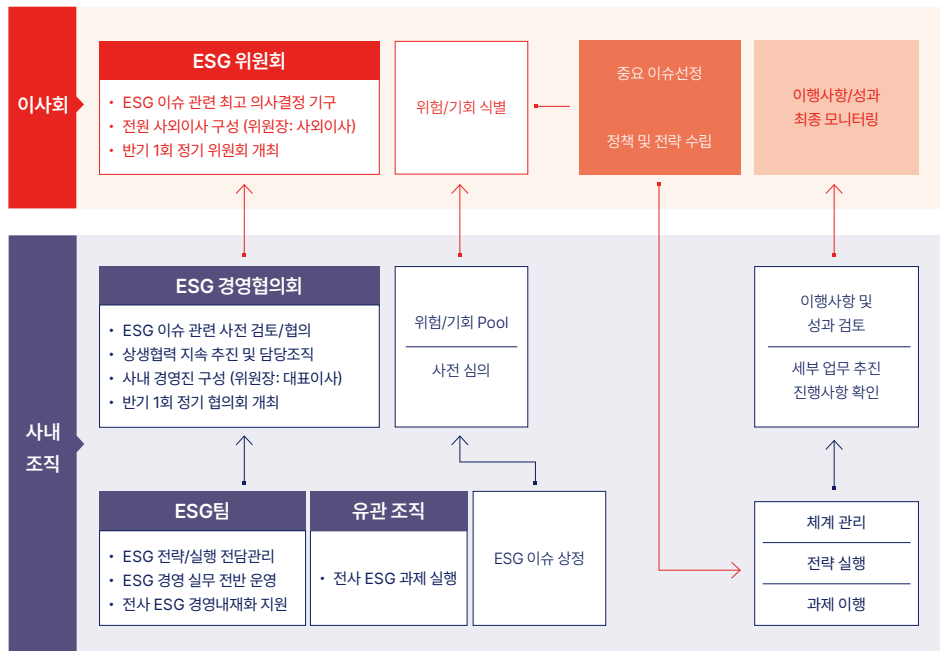 이사회
ESG 위원회
• ESG 이슈 관련 최고 의사결정 기구
• 전원 사외이사 구성 (위원장: 사외이사)
• 반기 1회 정기 위원회 개최
위험/기회 식별
중요 이슈선정
정책 및 전략 수립
이행사항/성과
최종 모니터링
사내
조직
ESG 경영협의회
• ESG 이슈 관련 사전 검토/협의
• 상생협력 지속 추진 및 담당조직
• 사내 경영진 구성 (위원장: 대표이사)
• 반기 1회 정기 협의회 개최
위험/기회 Pool
사전 심의
이행사항 및
성과 검토
세부 업무 추진
진행사항 확인
ESG팀
• ESG 전략/실행 전담관리
• ESG 경영 실무 전반 운영
• 전사 ESG 경영내재화 지원
유관 조직
• 전사 ESG 과제 실행
ESG 이슈 상정
체계 관리
전략 실행
과제 이행